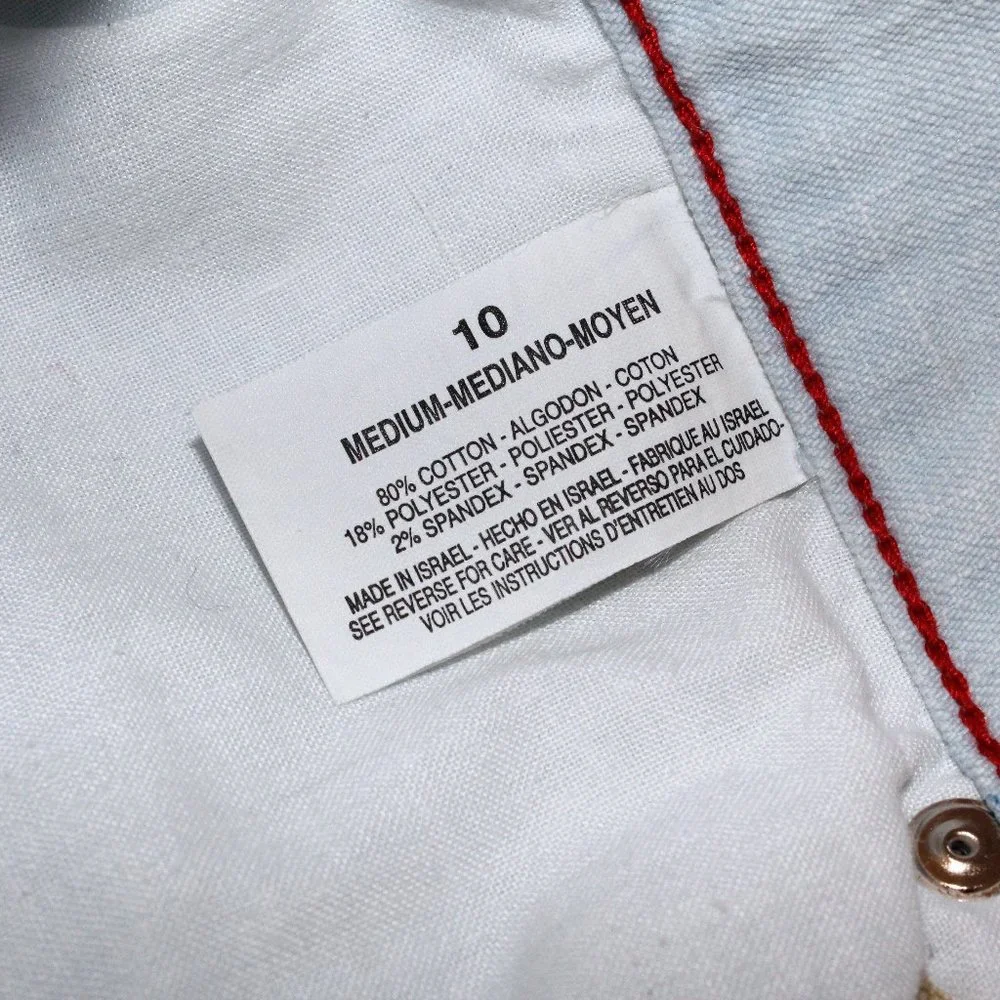 10
MEDIUM-MEDIANO-MOYEN
80% COTTON - ALGODON - COTON
18% POLYESTER - POLIESTER - POLYESTER
2% SPANDEX - SPANDEX - SPANDEX
MADE IN ISRAEL - HECHO EN ISRAEL - FABRIQUE AU ISRAEL
SEE REVERSE FOR CARE - VER AL REVERSO PARA EL CUIDADO-
VOIR LES INSTRUCTIONS D'ENTRETIEN AU DOS